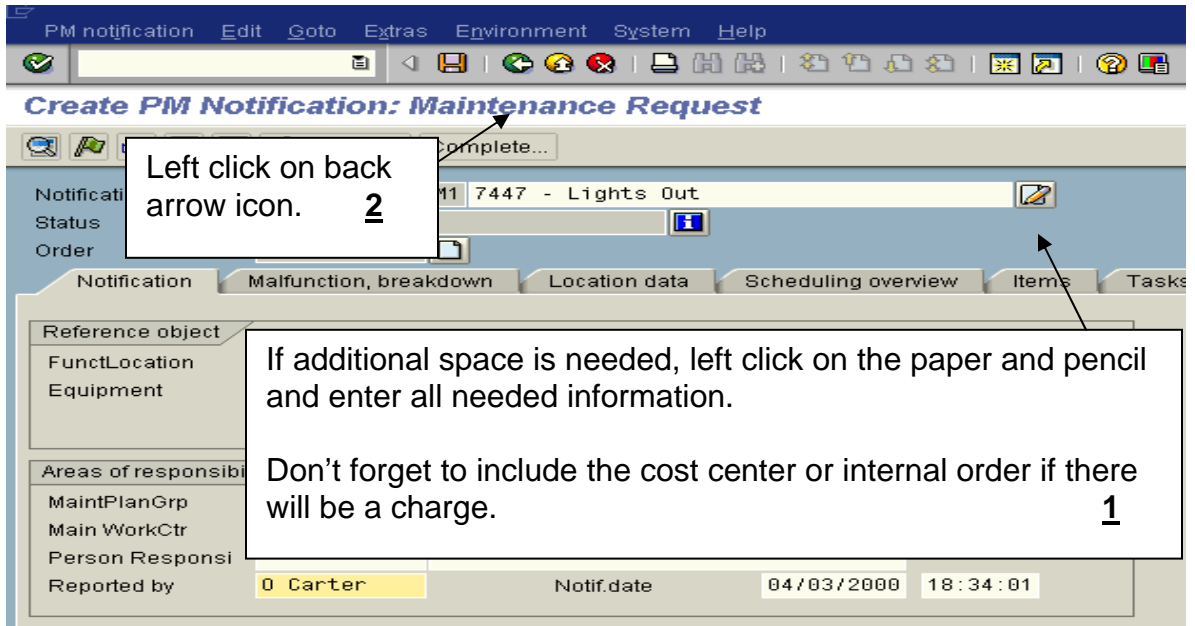 PM notification Edit Goto Extras Environment System Help
Create PM Notification: Maintenance Request
Complete...
Left click on back
arrow icon. 2
Notificati M1 7447 - Lights Out
Status
Order
Notification Malfunction, breakdown Location data Scheduling overview Items Tasks
Reference object
FunctLocation
Equipment
If additional space is needed, left click on the paper and pencil
and enter all needed information.
Don’t forget to include the cost center or internal order if there
will be a charge. 1
Areas of responsibi
MaintPlanGrp
Main WorkCtr
Person Responsi
Reported by O Carter Notif.date 04/03/2000 18:34:01